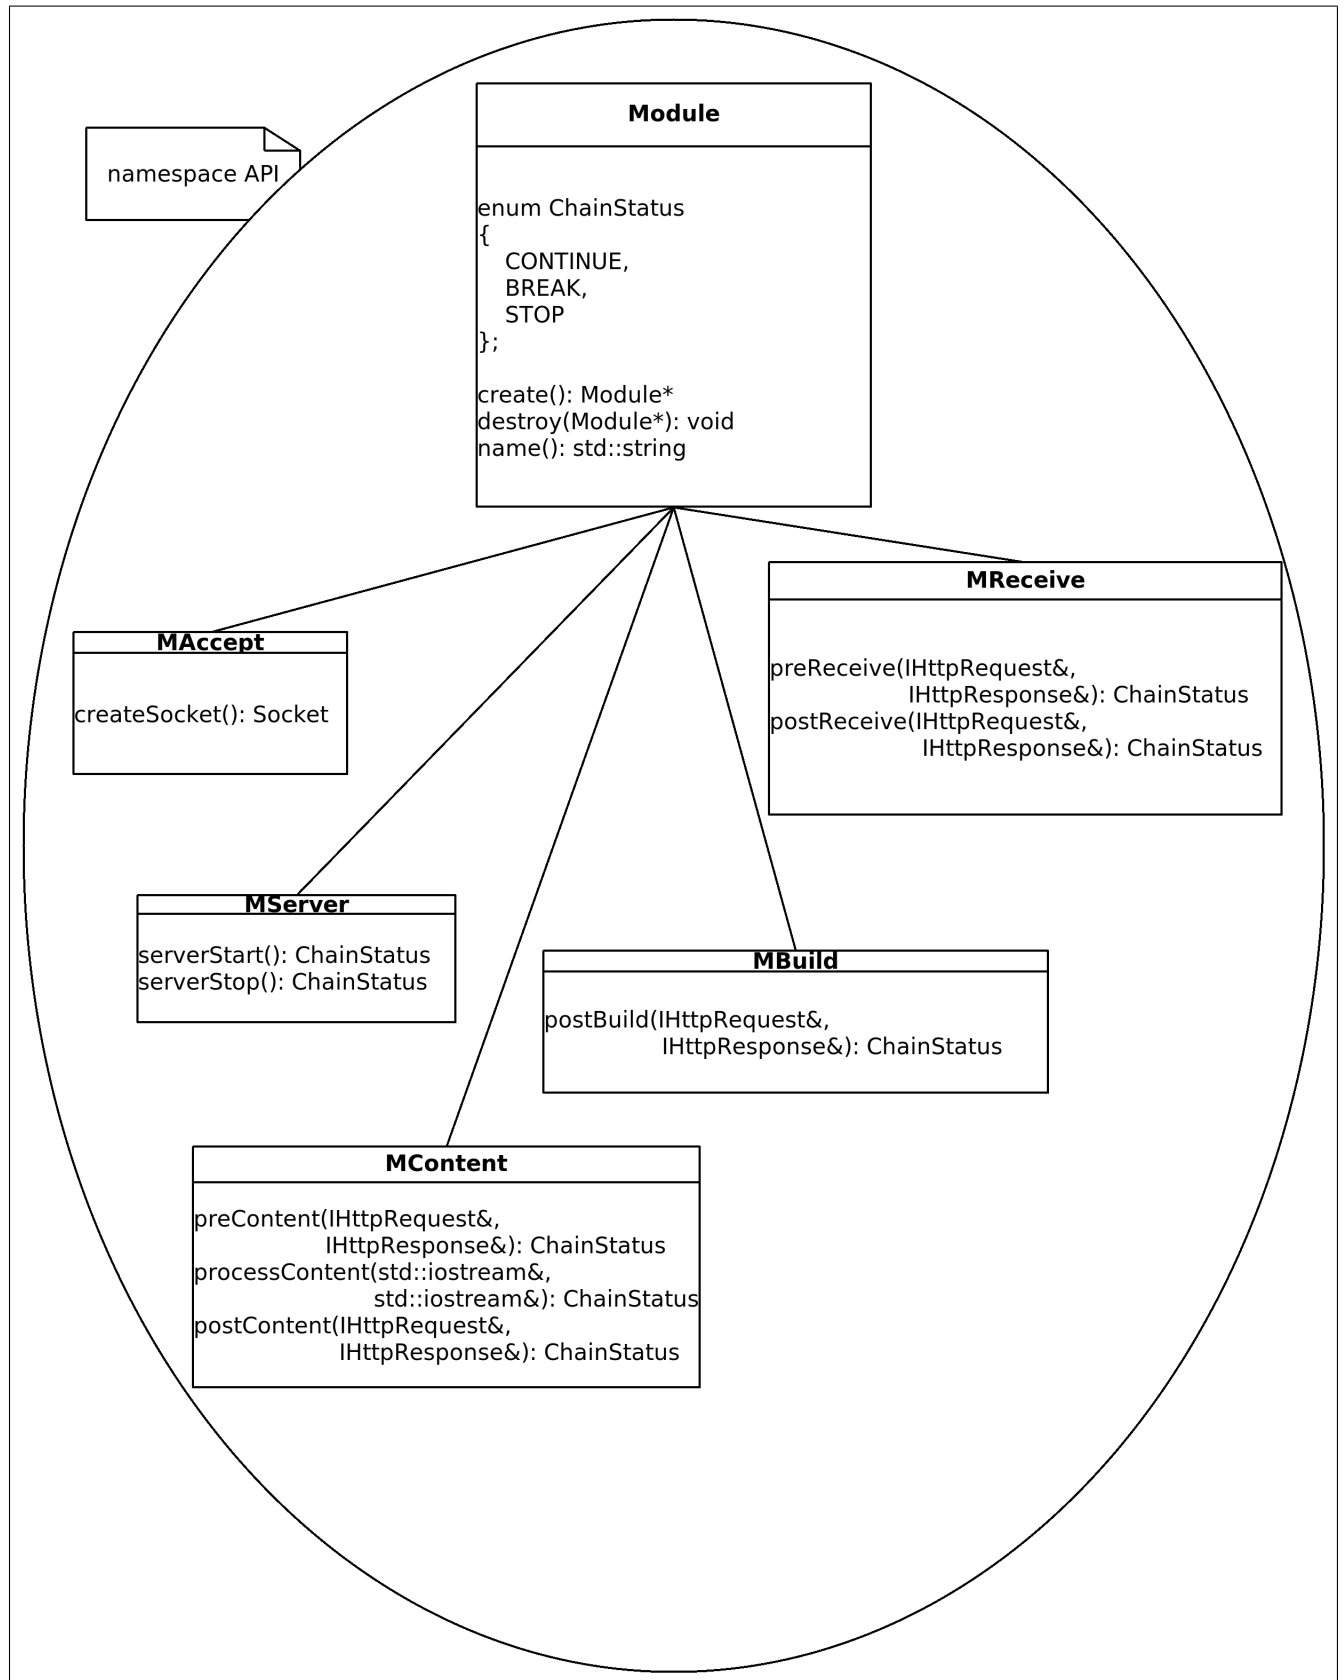 namespace API
Module
enum ChainStatus
{
CONTINUE,
BREAK,
STOP
};
create(): Module*
destroy(Module*): void
name(): std::string
MReceive
preReceive(IHttpRequest&,
IHttpResponse&): ChainStatus
postReceive(IHttpRequest&,
IHttpResponse&): ChainStatus
MAccept
createSocket(): Socket
MServer
serverStart(): ChainStatus
serverStop(): ChainStatus
MBuild
postBuild(IHttpRequest&,
IHttpResponse&): ChainStatus
MContent
preContent(IHttpRequest&,
IHttpResponse&): ChainStatus
processContent(std::iostream&,
std::iostream&): ChainStatus
postContent(IHttpRequest&,
IHttpResponse&): ChainStatus